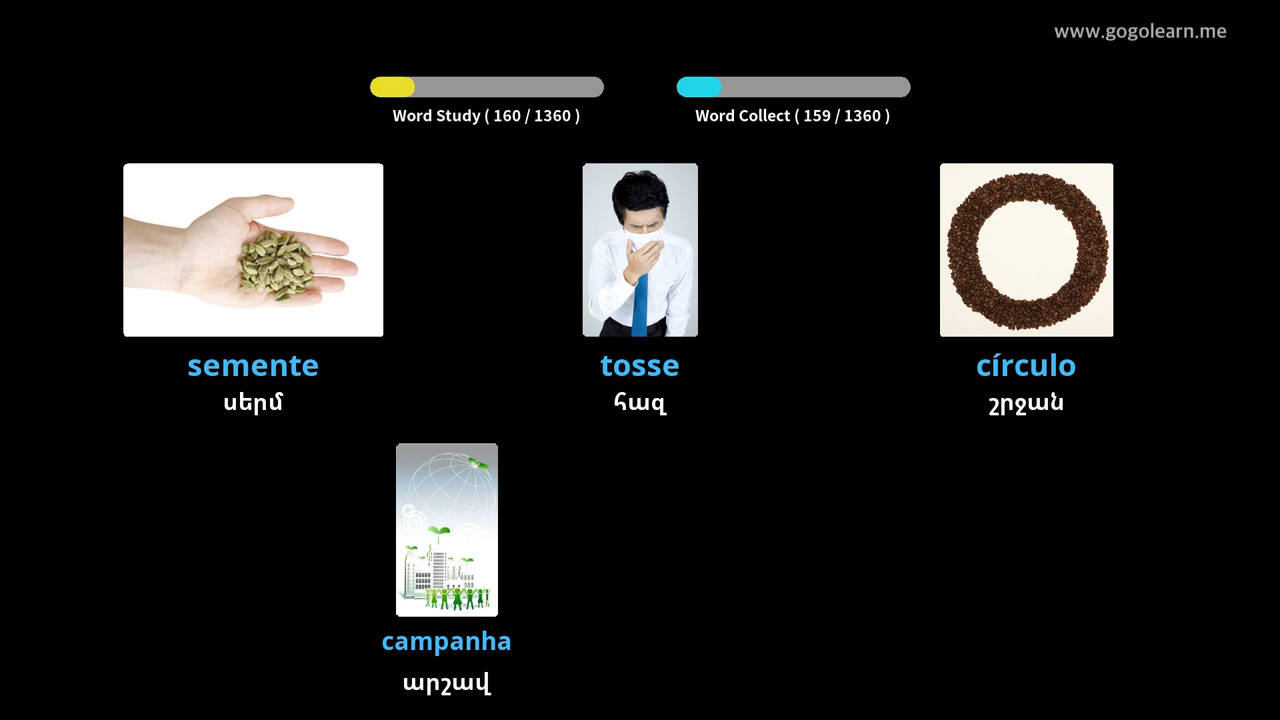 www.gogolearn.me
Word Study ( 160 / 1360 )
Word Collect ( 159 / 1360 )
semente
tosse
círculo
սերմ
հազ
շրջան
campanha
արշավ